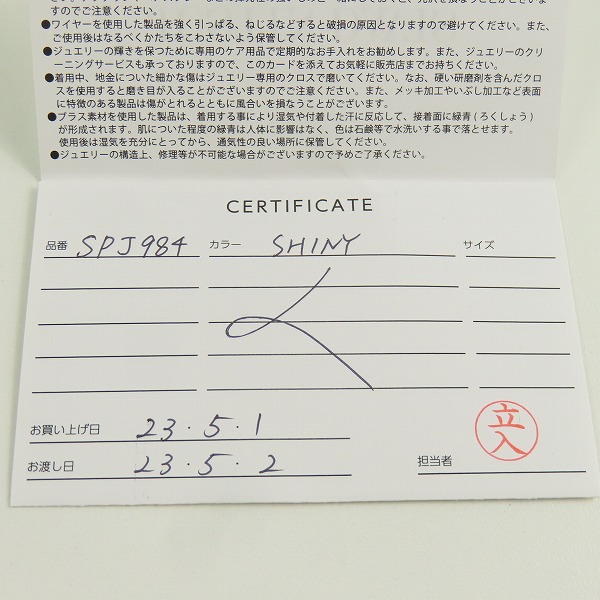 すのでご注意ください。
●ワイヤーを使用した製品を強く引っぱる、ねじるなどすると破損の原因となりますので避けてください。また、
ご使用後はなるべくかたちをこわさないよう保管してください。
●ジュエリーの輝きを保つために専用のケア用品で定期的なお手入れをお勧めします。また、ジュエリーのクリ
ーニングサービスも承っておりますので、このカードを添えてお気軽に販売店までお持ちください。
●着用中、地金についた細かな傷はジュエリー専用のクロスで磨いてください。なお、硬い研磨剤を含んだクロ
スを使用すると磨き目が入ることがございますのでご注意ください。また、メッキ加工やいぶし加工など表面
に特徴のある製品は傷がとれるとともに風合いを損なうことがございます。
●ブラス素材を使用した製品は、着用する事により湿気や付着した汗に反応して、接着面に緑青(ろくしょう)
が形成されます。肌についた程度の緑青は人体に影響はなく、色は石鹸等で水洗いする事で落とせます。
使用後は湿気を充分にとってから、通気性の良い場所に保管してください。
●ジュエリーの構造上、修理等が不可能な場合がございますので予めご了承ください。
CERTIFICATE
品番 SPJ984 カラー SHINY サイズ
お買い上げ日 23・5・1
お渡し日 23・5・2 担当者 立入